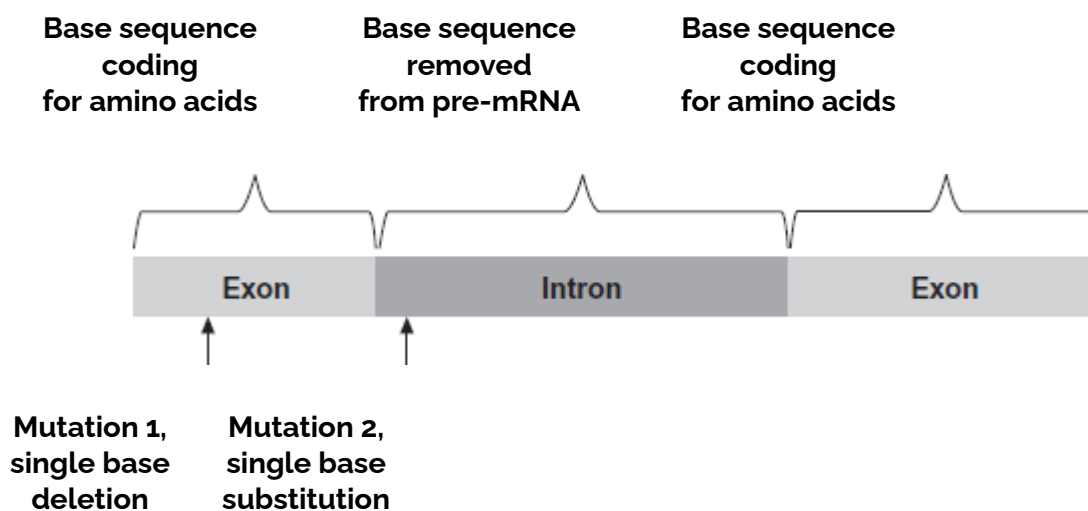 Base sequence
coding
for amino acids
Base sequence
removed
from pre-mRNA
Base sequence
coding
for amino acids
Exon
Intron
Exon
Mutation 1,
single base
deletion
Mutation 2,
single base
substitution